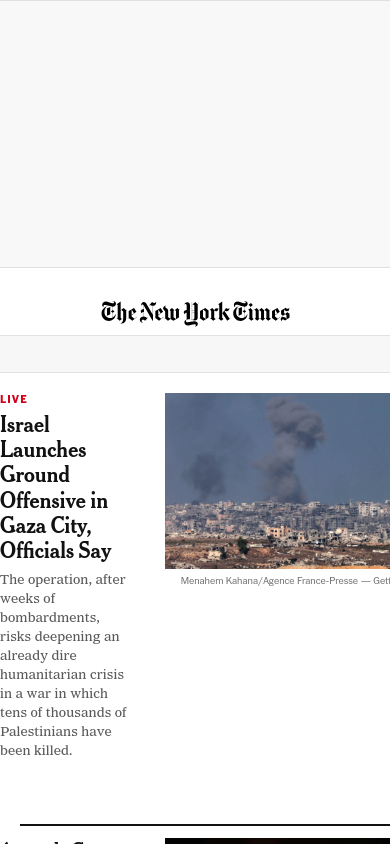 The New York Times
LIVE
Israel
Launches
Ground
Offensive in
Gaza City,
Officials Say
The operation, after
weeks of
bombardments,
risks deepening an
already dire
humanitarian crisis
in a war in which
tens of thousands of
Palestinians have
been killed.
Menahem Kahana/Agence France-Presse — Gett